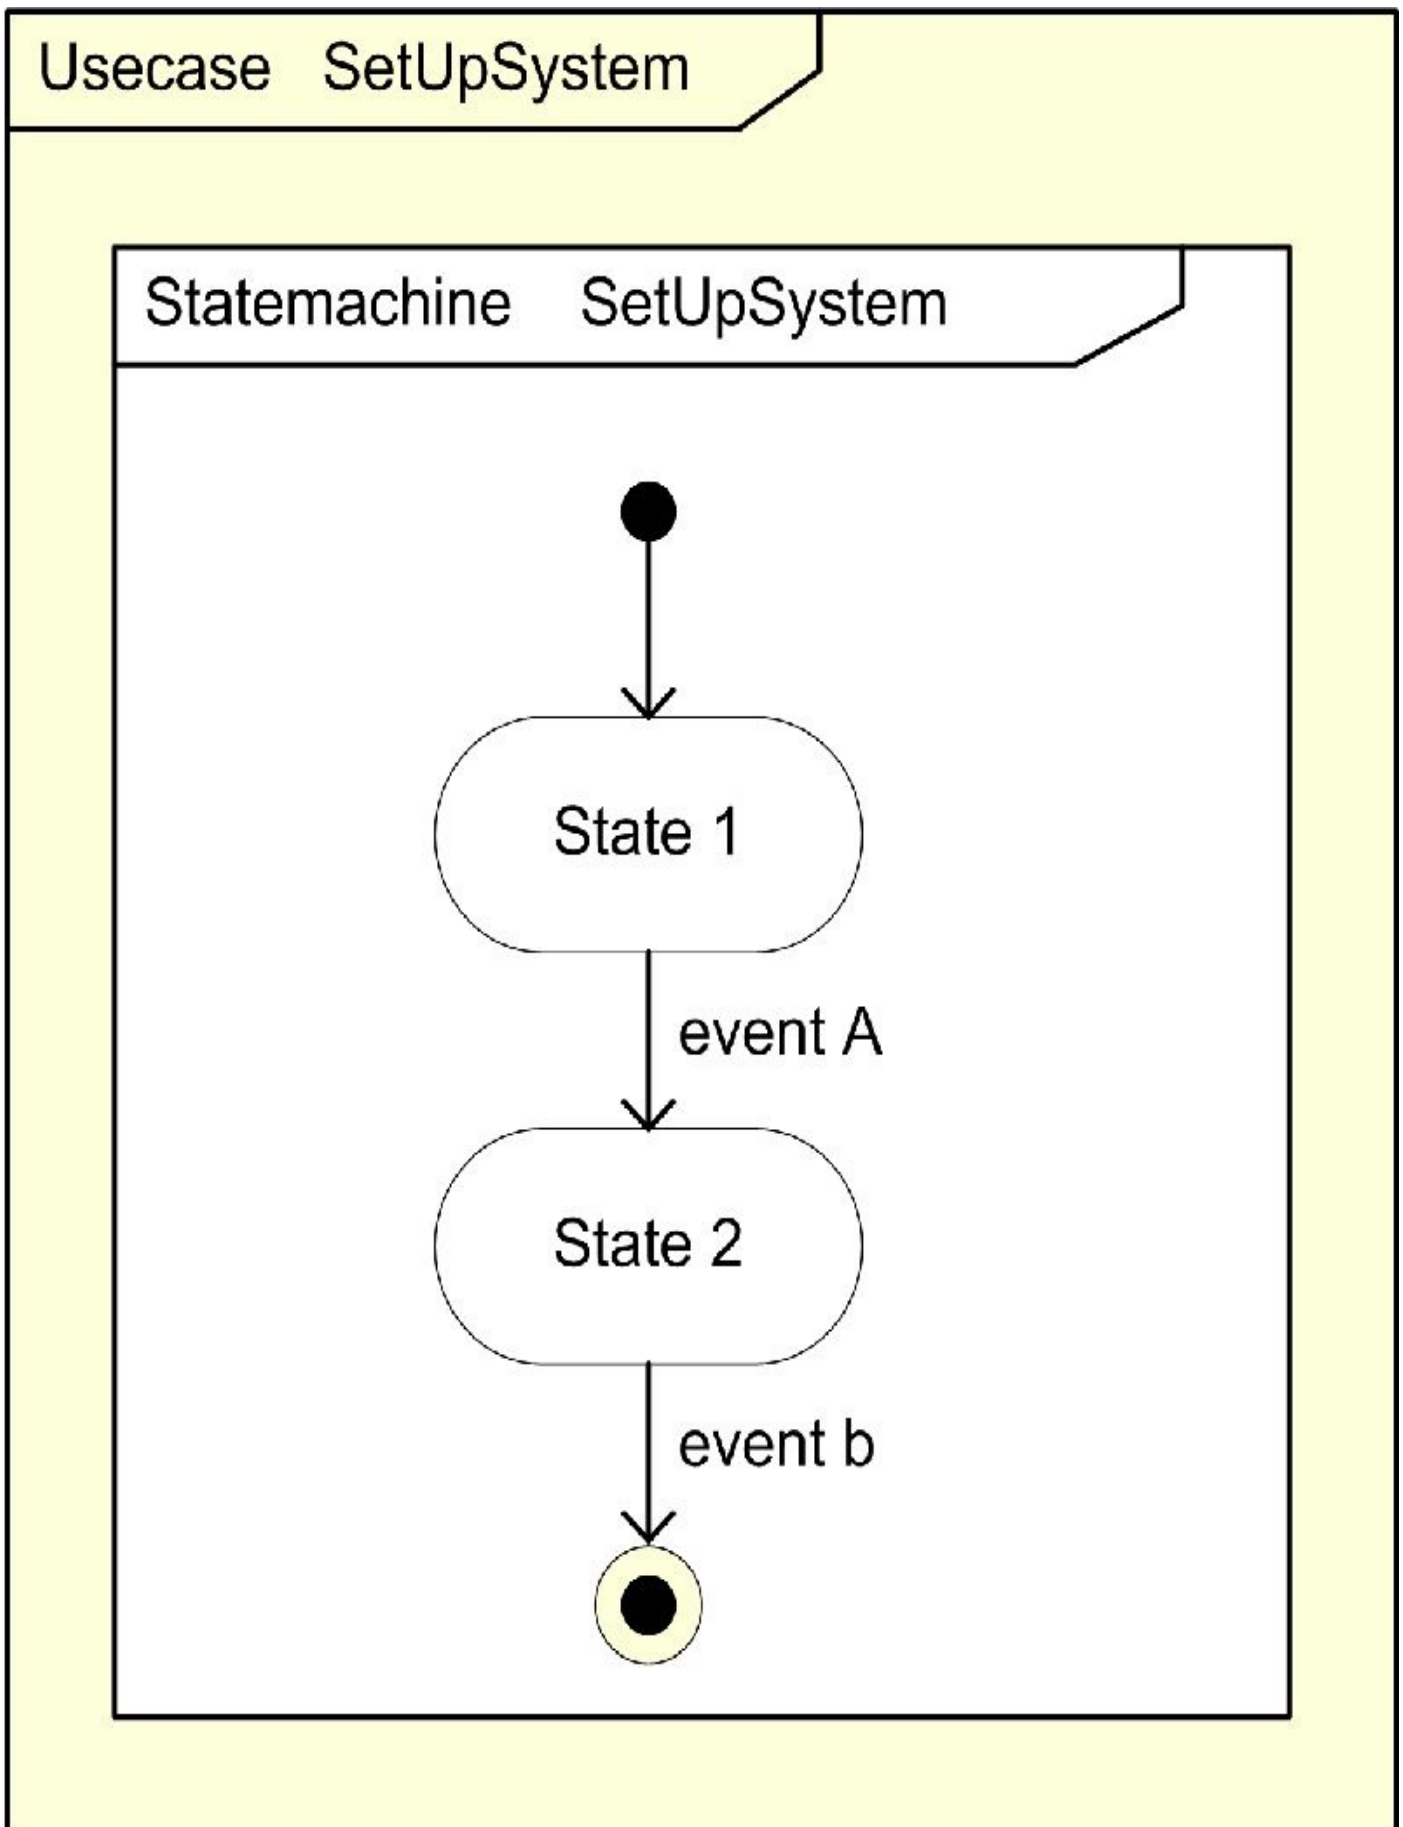 Usecase SetUpSystem
Statemachine SetUpSystem
State 1
event A
State 2
event b